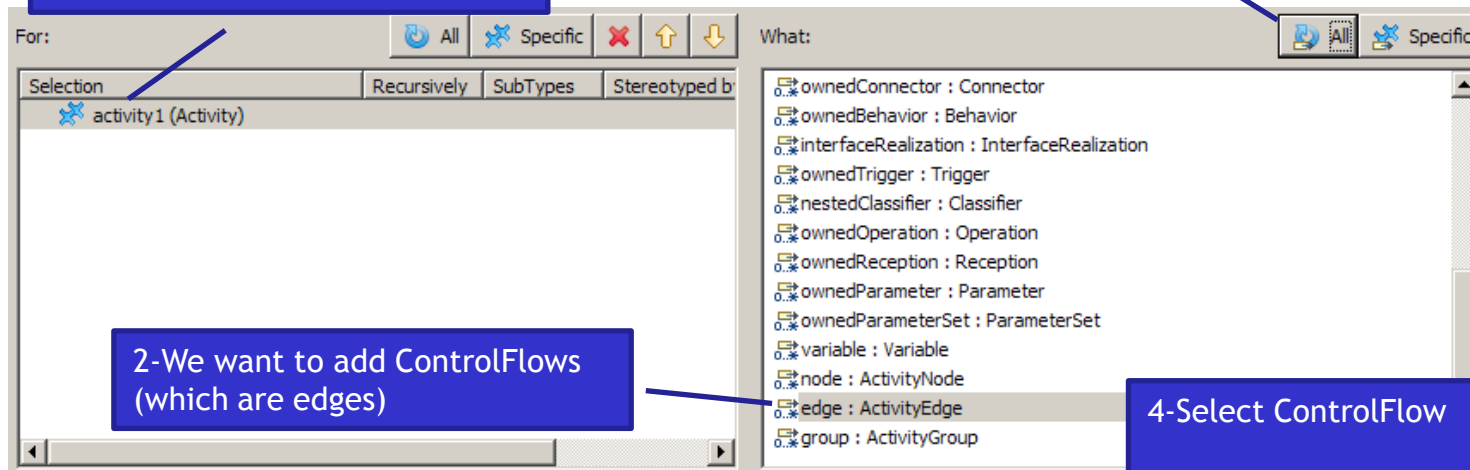 For:
All
Specific
What:
All
Specific
Selection
Recursively
SubTypes
Stereotyped b
activity1 (Activity)
ownedConnector : Connector
ownedBehavior : Behavior
interfaceRealization : InterfaceRealization
ownedTrigger : Trigger
nestedClassifier : Classifier
ownedOperation : Operation
ownedReception : Reception
ownedParameter : Parameter
ownedParameterSet : ParameterSet
variable : Variable
node : ActivityNode
edge : ActivityEdge
group : ActivityGroup
2-We want to add ControlFlows
(which are edges)
4-Select ControlFlow